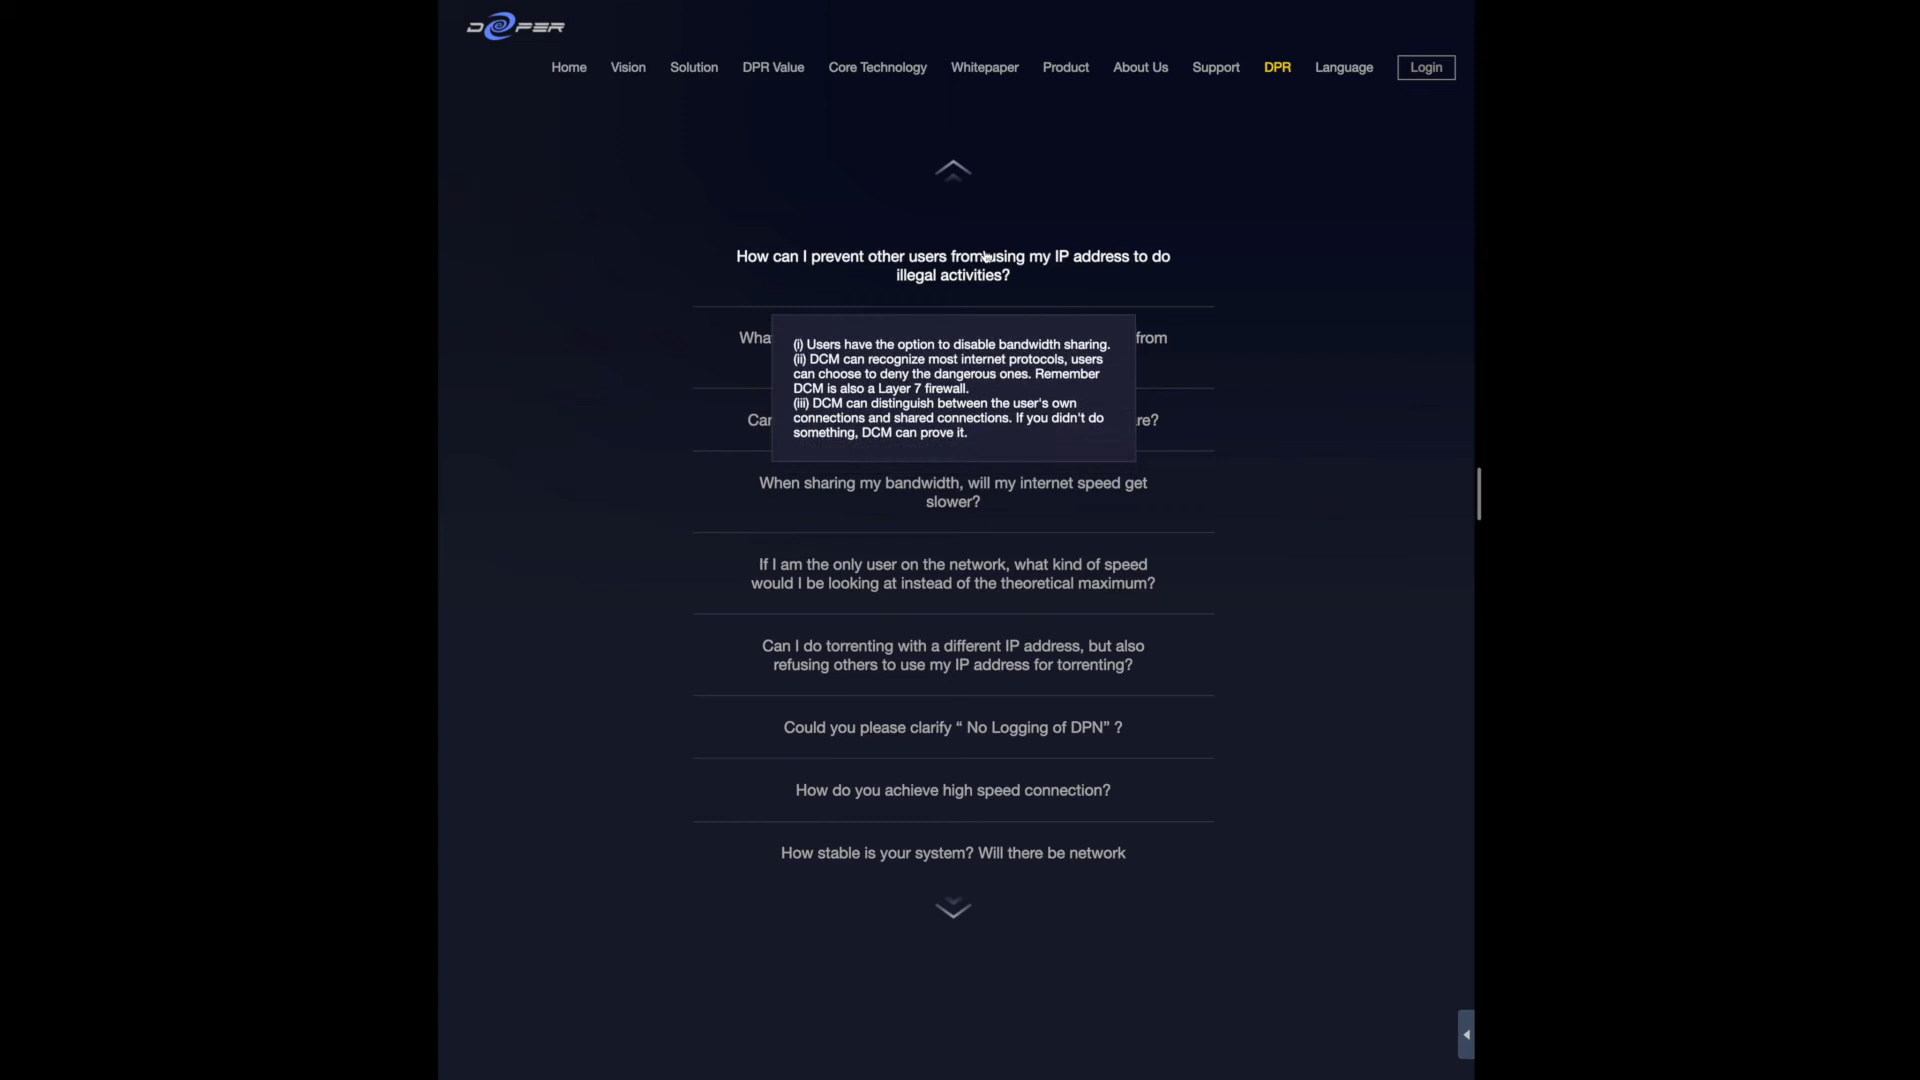 DEEPER
Home Vision Solution DPR Value Core Technology Whitepaper Product About Us Support DPR Language Login
How can I prevent other users from using my IP address to do
illegal activities?
from
(i) Users have the option to disable bandwidth sharing.
(ii) DCM can recognize most internet protocols, users
can choose to deny the dangerous ones. Remember
DCM is also a Layer 7 firewall.
(iii) DCM can distinguish between the user's own
connections and shared connections. If you didn't do
something, DCM can prove it.
When sharing my bandwidth, will my internet speed get
slower?
If I am the only user on the network, what kind of speed
would I be looking at instead of the theoretical maximum?
Can I do torrenting with a different IP address, but also
refusing others to use my IP address for torrenting?
Could you please clarify “ No Logging of DPN” ?
How do you achieve high speed connection?
How stable is your system? Will there be network